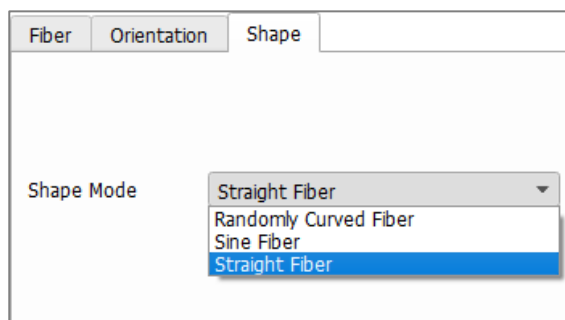 Fiber Orientation Shape
Shape Mode Straight Fiber
Randomly Curved Fiber
Sine Fiber
Straight Fiber